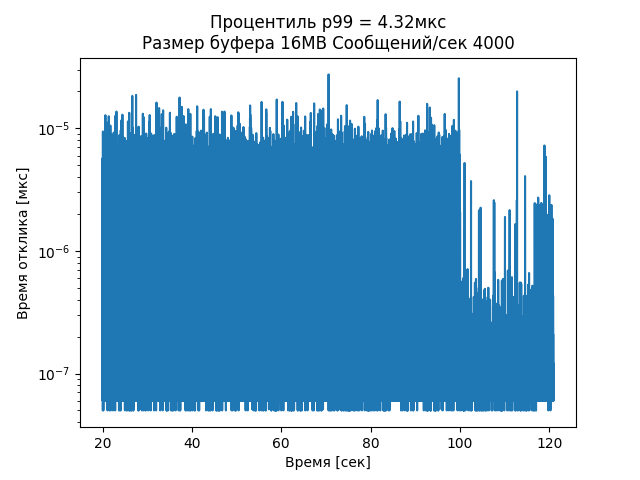 Процентиль p99 = 4.32мкс
Размер буфера 16MB Сообщений/сек 4000
Время отклика [мкс]
10⁻⁵
10⁻⁶
10⁻⁷
20 40 60 80 100 120
Время [сек]